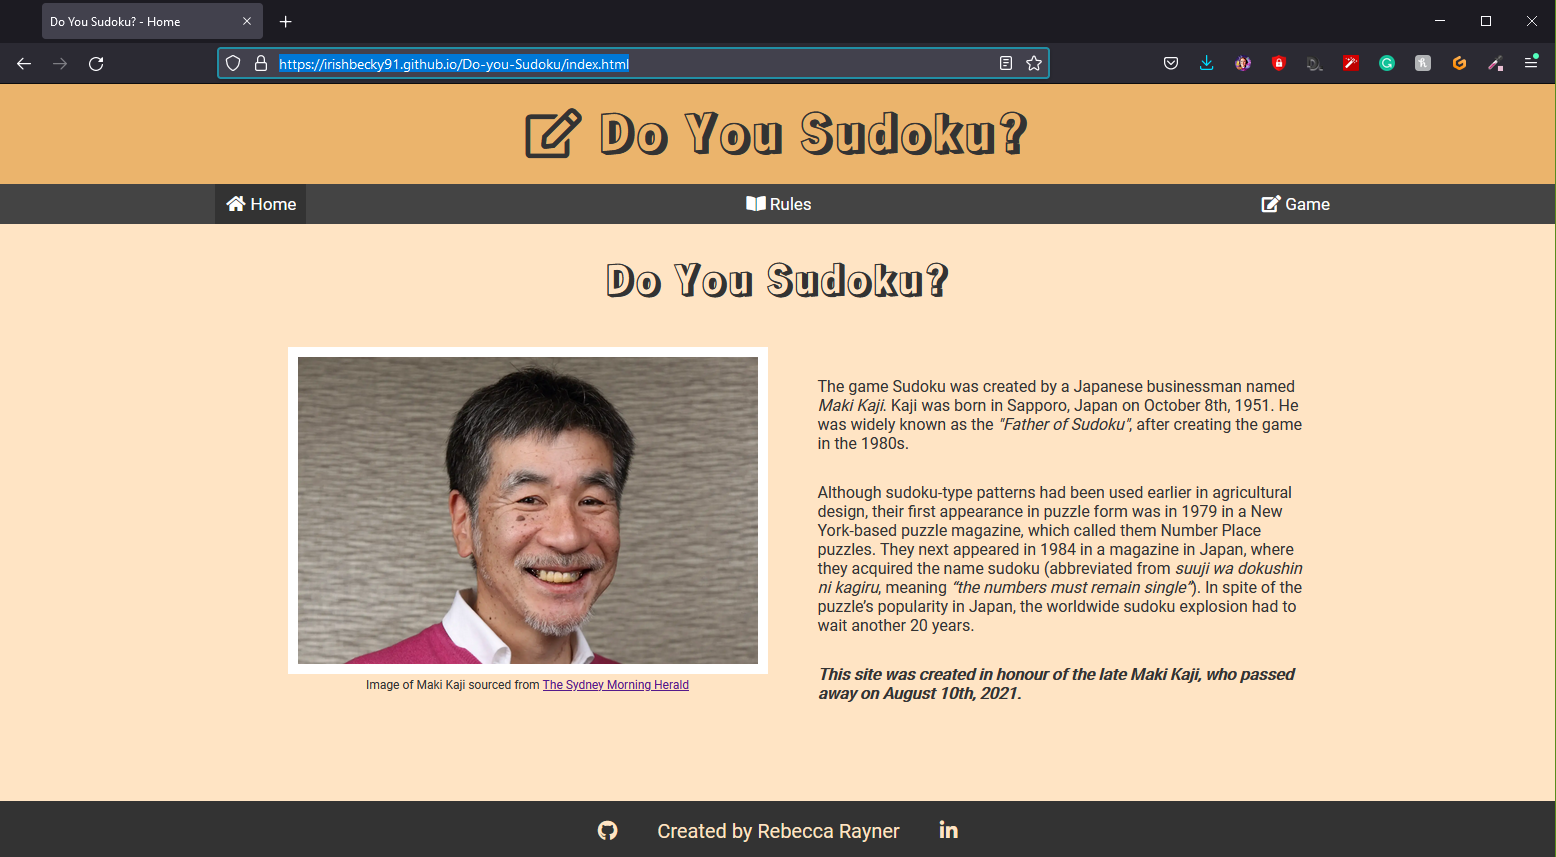 Do You Sudoku? - Home
https://irishbecky91.github.io/Do-you-Sudoku/index.html
Do You Sudoku?
Home
Rules
Game
Do You Sudoku?
The game Sudoku was created by a Japanese businessman named
Maki Kaji. Kaji was born in Sapporo, Japan on October 8th, 1951. He
was widely known as the "Father of Sudoku", after creating the game
in the 1980s.
Although sudoku-type patterns had been used earlier in agricultural
design, their first appearance in puzzle form was in 1979 in a New
York-based puzzle magazine, which called them Number Place
puzzles. They next appeared in 1984 in a magazine in Japan, where
they acquired the name sudoku (abbreviated from suuji wa dokushin
ni kagiru, meaning “the numbers must remain single”). In spite of the
puzzle’s popularity in Japan, the worldwide sudoku explosion had to
wait another 20 years.
This site was created in honour of the late Maki Kaji, who passed
away on August 10th, 2021.
Image of Maki Kaji sourced from The Sydney Morning Herald
Created by Rebecca Rayner